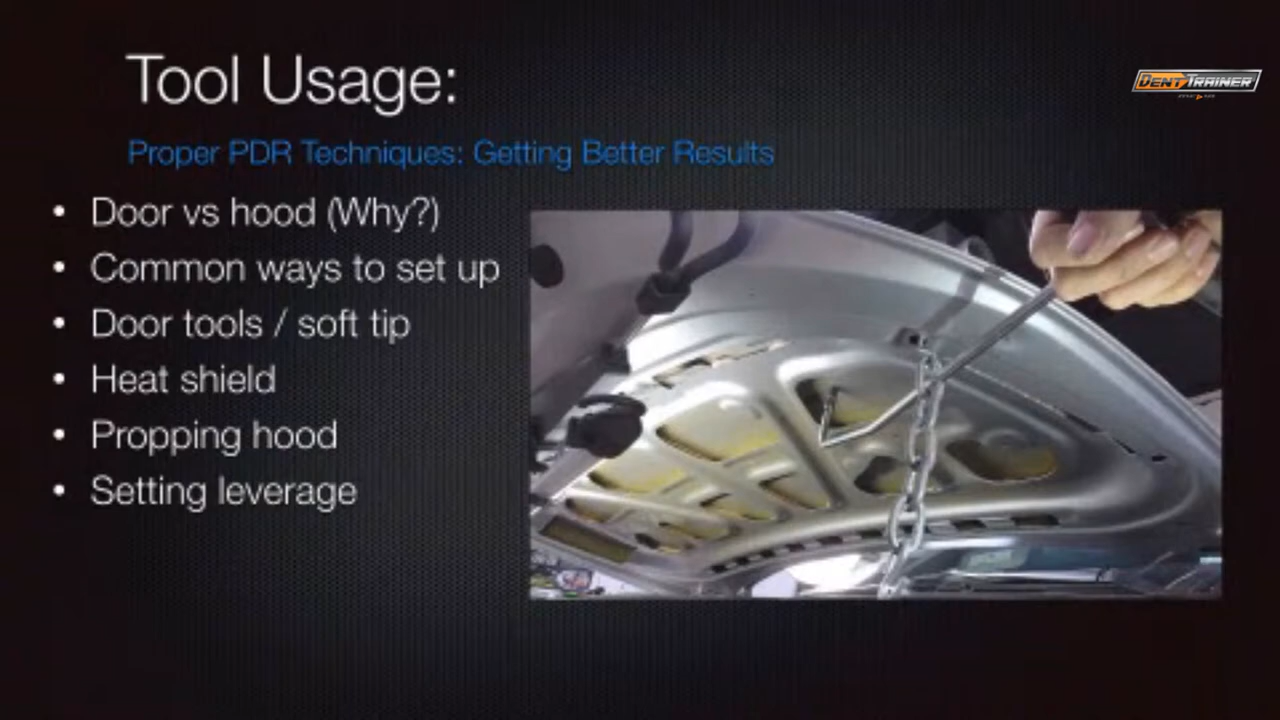 Tool Usage:
DENT TRAINER
Proper PDR Techniques: Getting Better Results
• Door vs hood (Why?)
• Common ways to set up
• Door tools / soft tip
• Heat shield
• Propping hood
• Setting leverage